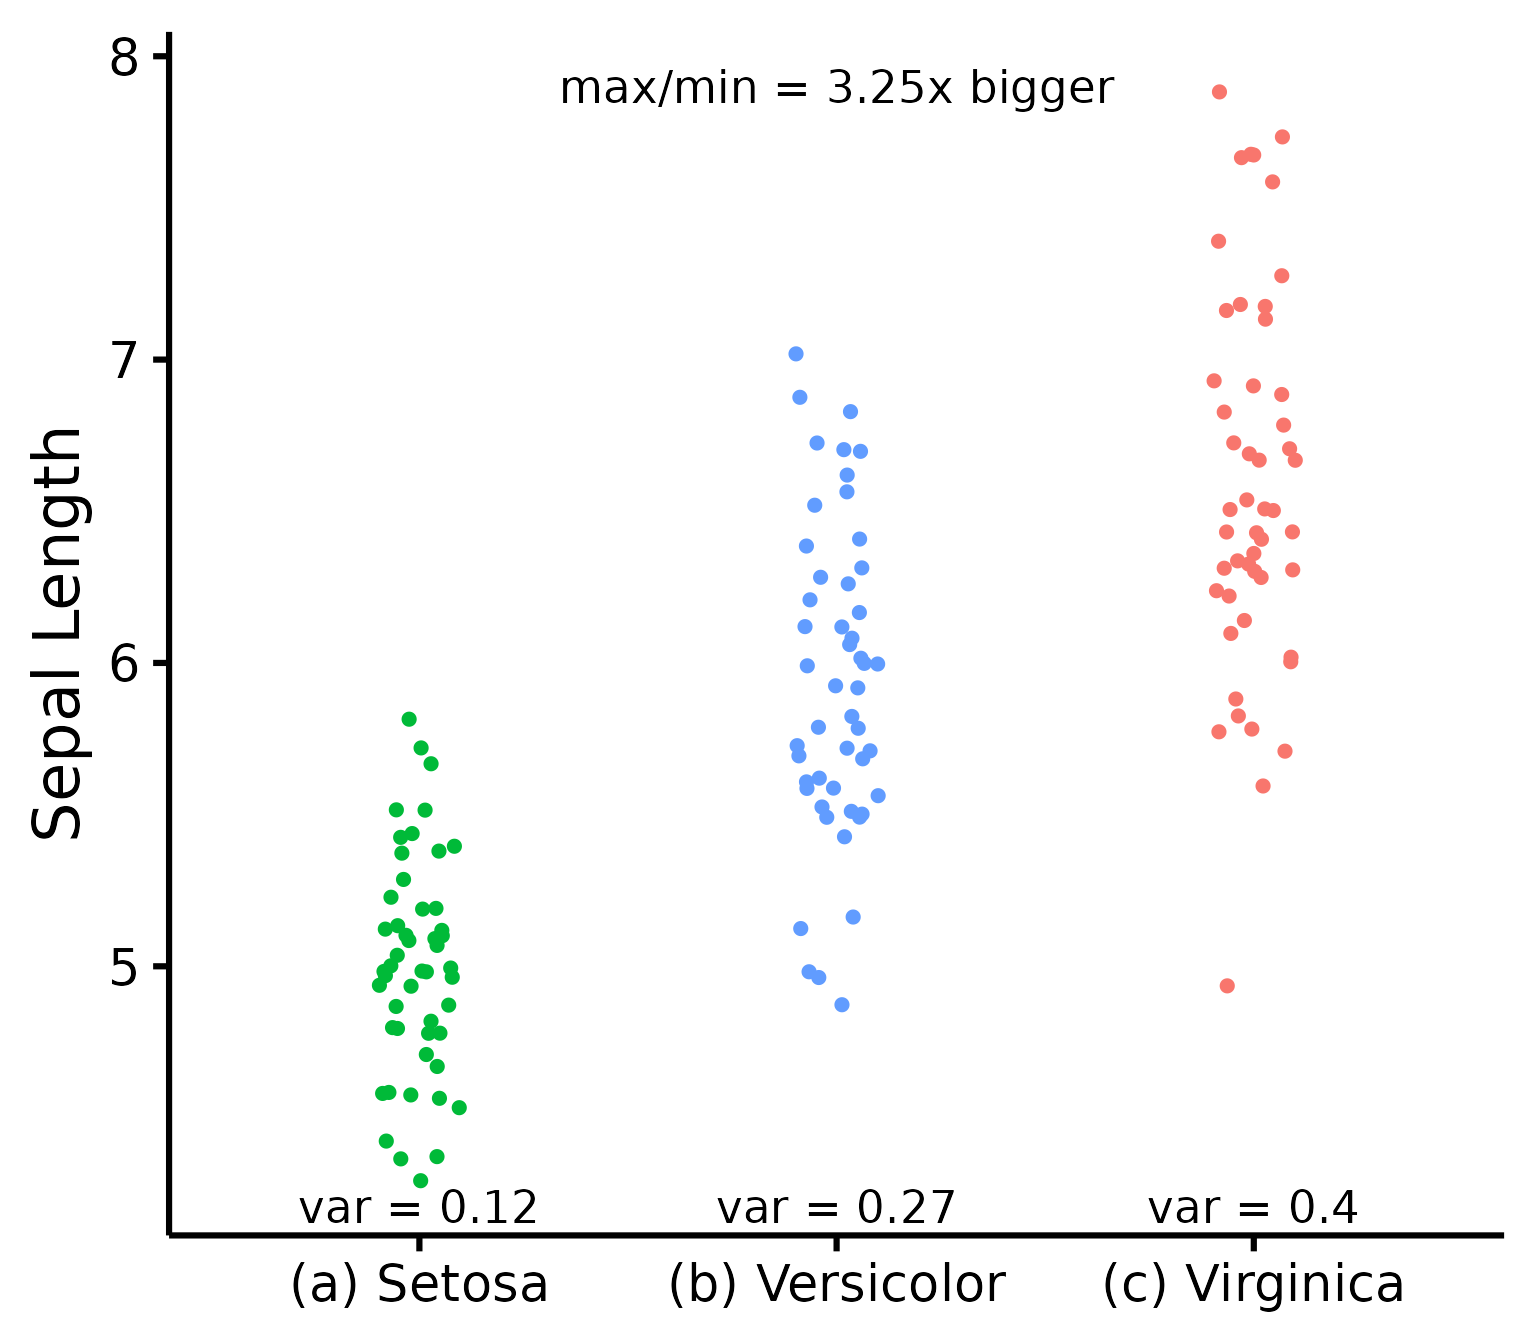 max/min = 3.25x bigger
8
7
6
5
Sepal Length
var = 0.12
var = 0.27
var = 0.4
(a) Setosa
(b) Versicolor
(c) Virginica